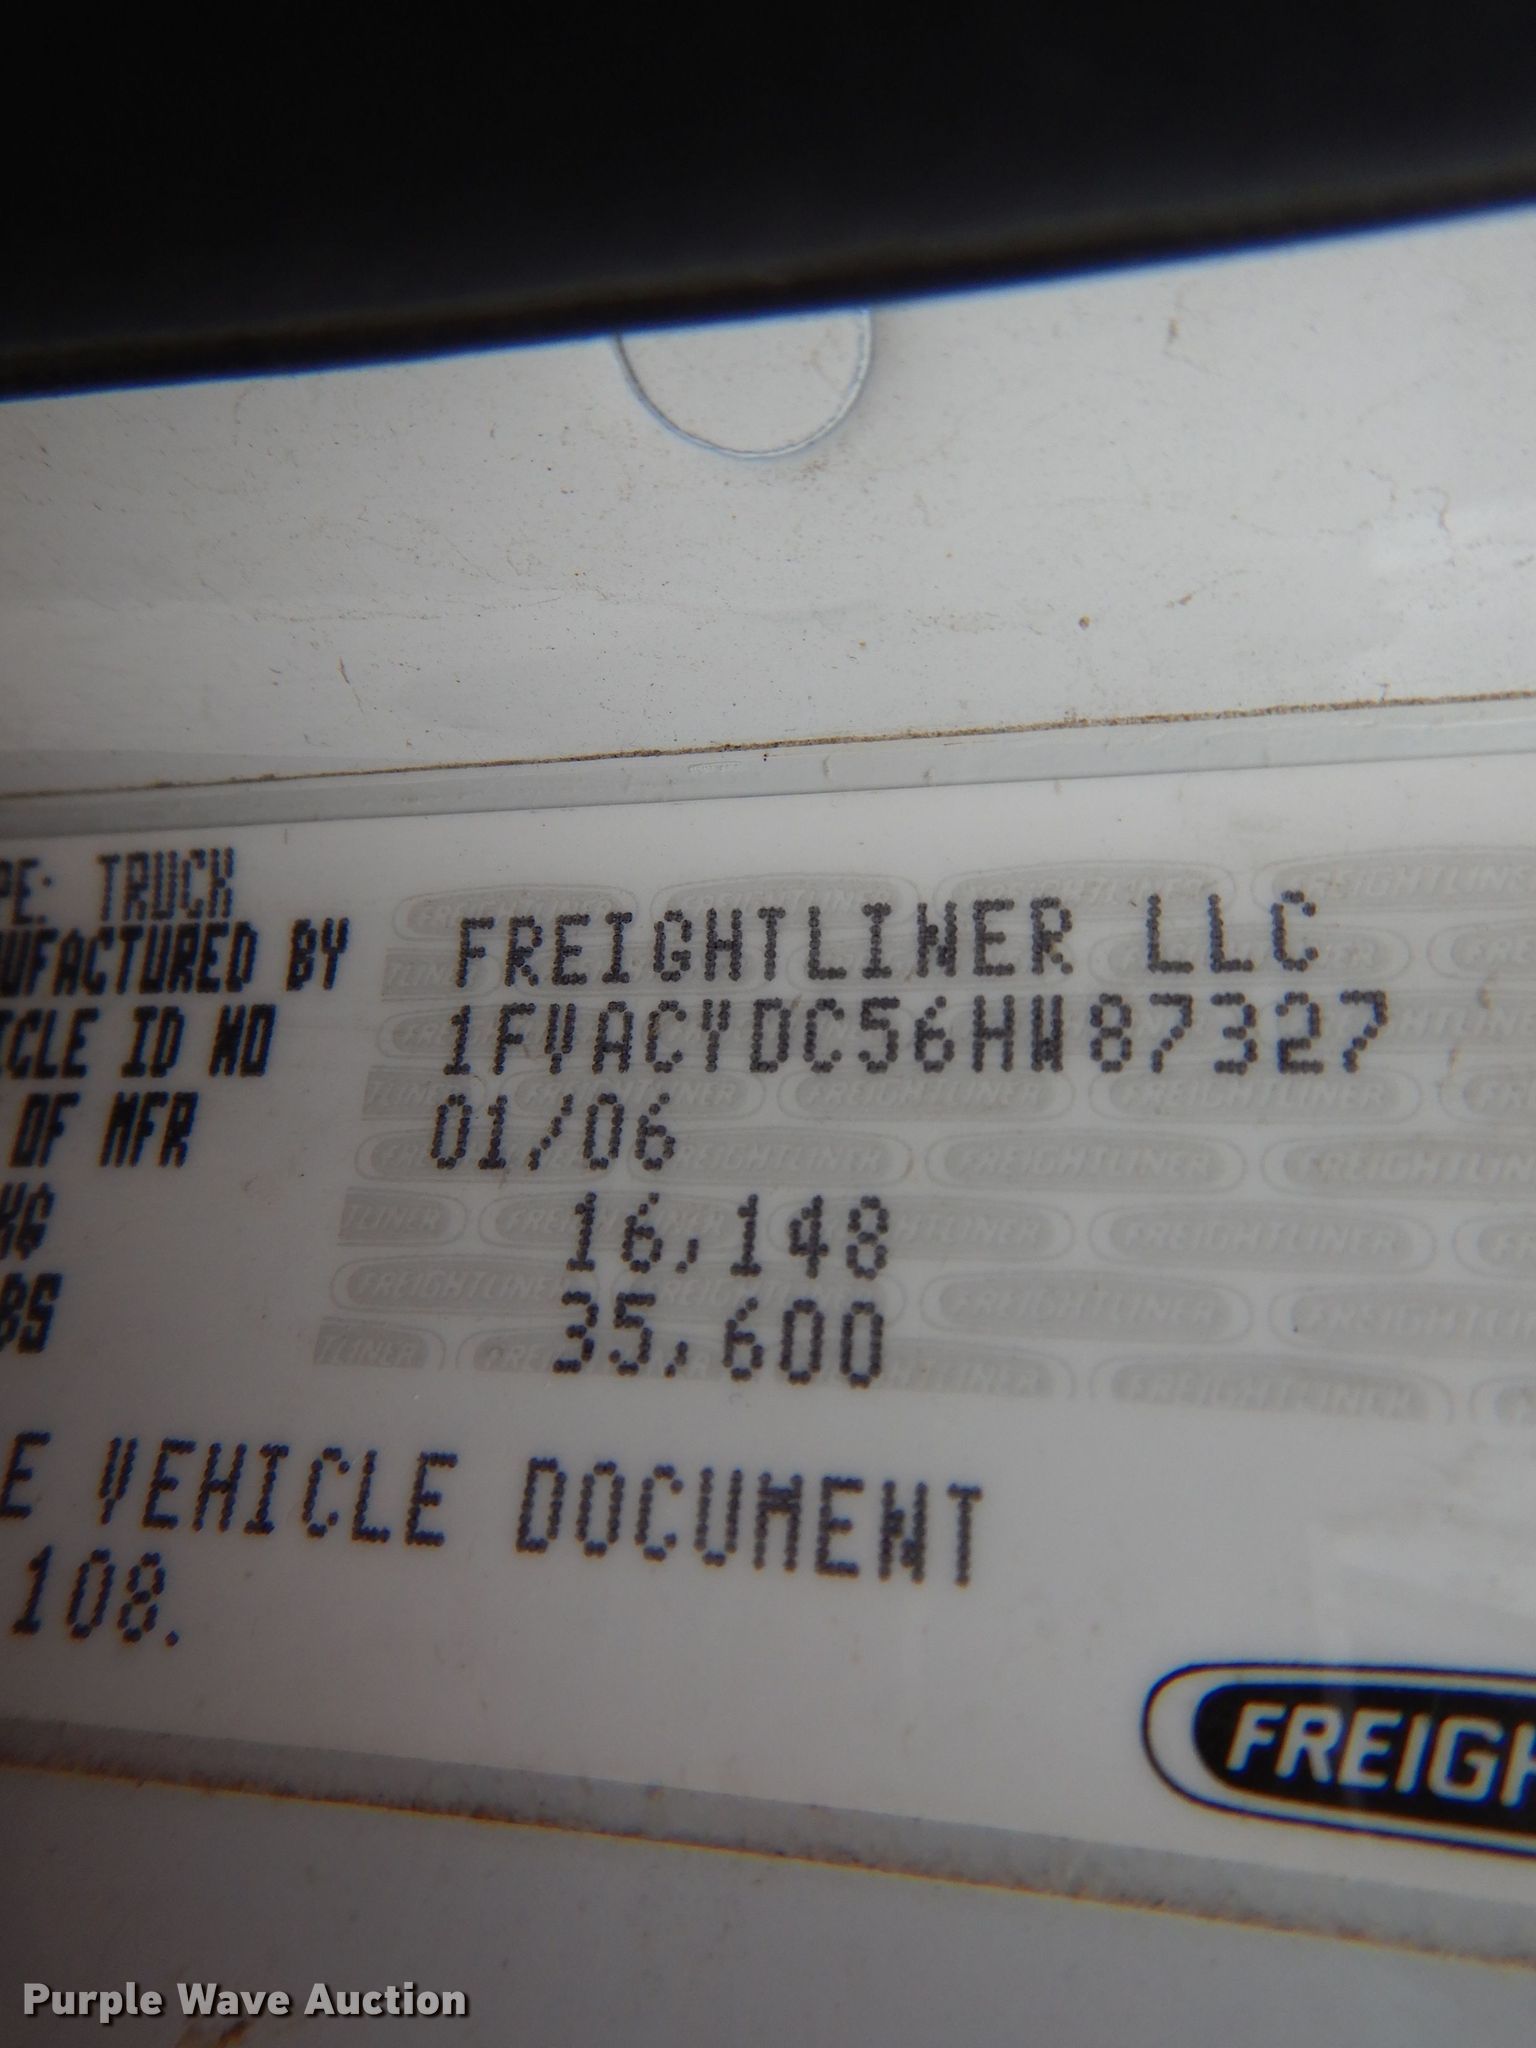 PE: TRUCK
UFACTURED BY FREIGHTLINER LLC
ICLE ID NO 1FVACYDC56HW87327
OF MFR 01/06
KG 16,148
BS 35,600
E VEHICLE DOCUMENT
108.
FREIGH
Purple Wave Auction